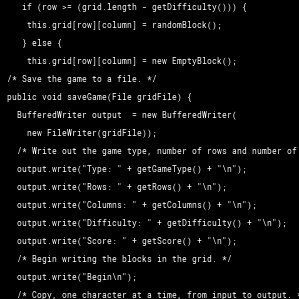 if (row >= (grid.length - getDifficulty())) {
this.grid[row][column] = randomBlock();
} else {
this.grid[row][column] = new EmptyBlock();
/* Save the game to a file. */
public void saveGame(File gridFile) {
BufferedWriter output = new BufferedWriter(
new FileWriter(gridFile));
/* Write out the game type, number of rows and number of
output.write("Type: " + getGameType() + "\n");
output.write("Rows: " + getRows() + "\n");
output.write("Columns: " + getColumns() + "\n");
output.write("Difficulty: " + getDifficulty() + "\n");
output.write("Score: " + getScore() + "\n");
/* Begin writing the blocks in the grid. */
output.write("Begin\n");
/* Copy, one character at a time, from input to output.